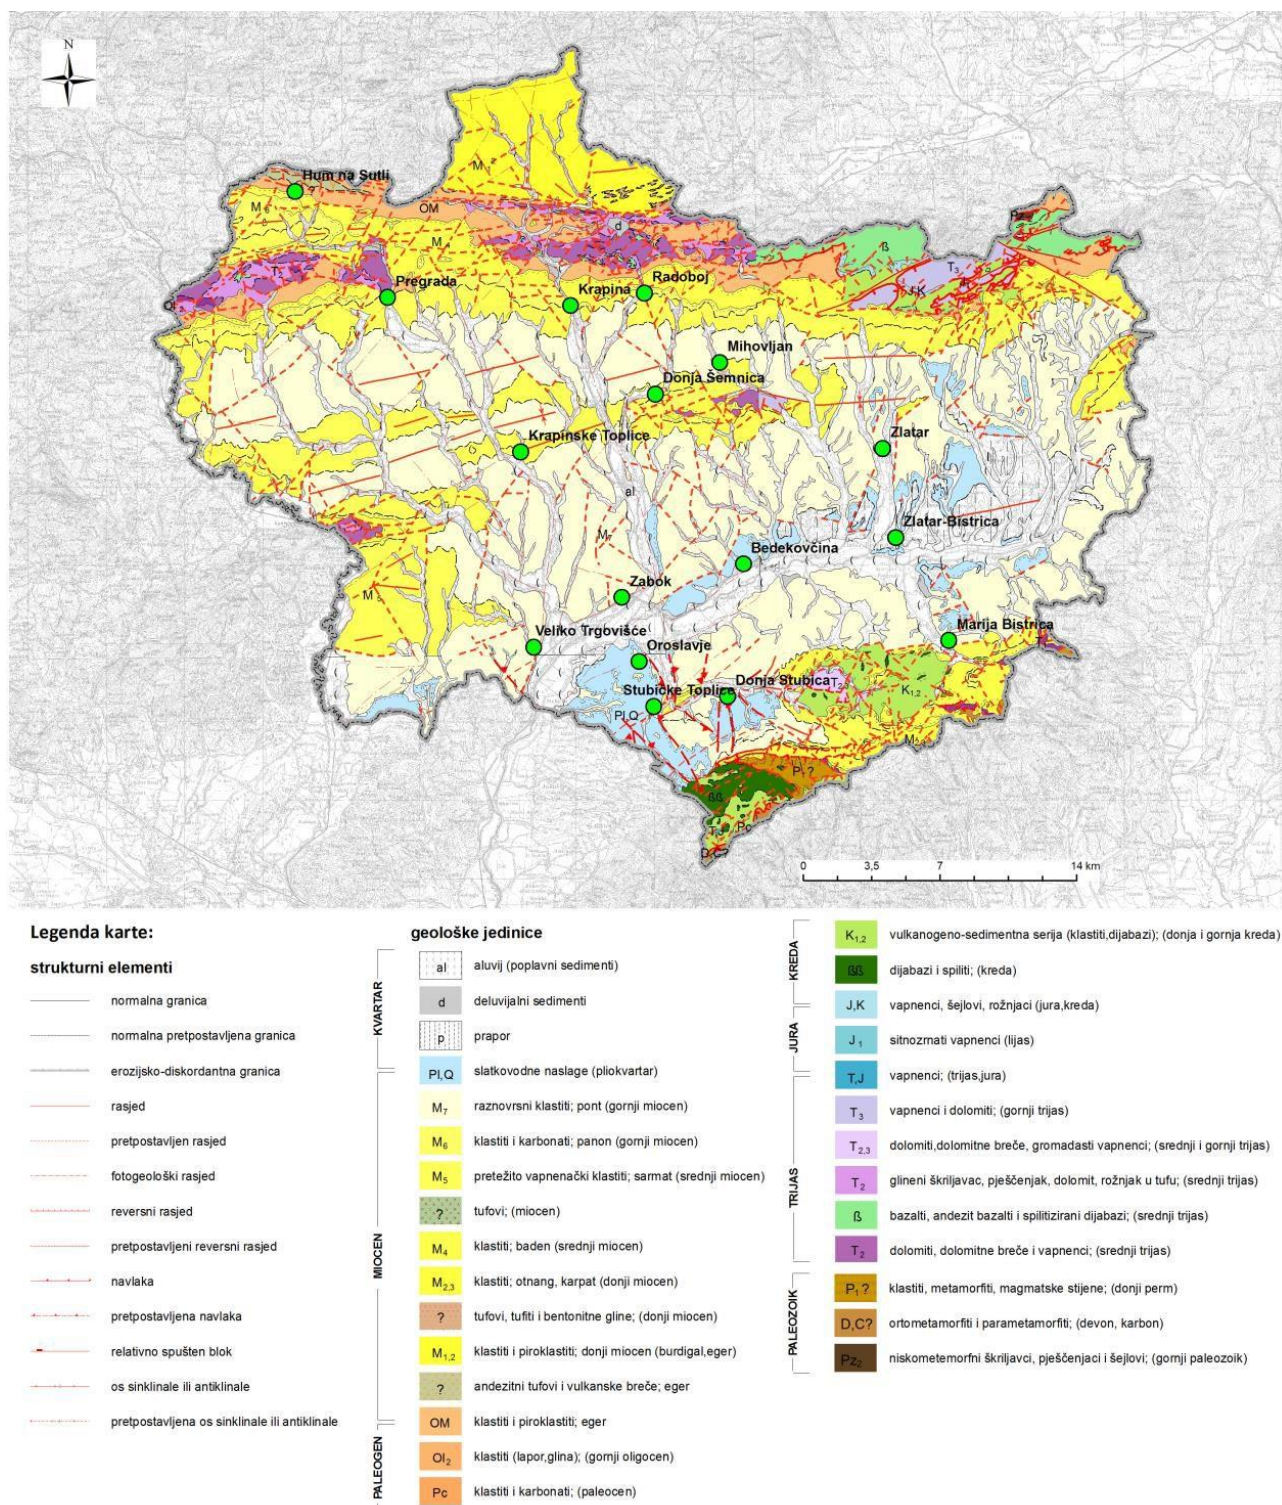 N
Hum na Sutli
M
M
OM
M
d
Pz
ß
T3
J,K
T2
Ol
Pregrada
Krapina
Radoboj
Mihovljan
Donja Šemnica
Krapinske Toplice
Zlatar
al
M7
Zlatar-Bistrica
Bedekovčina
Zabok
M
Veliko Trgovišće
Oroslavje
Marija Bistrica
Stubičke Toplice
Donja Stubica
T2
K1,2
Pl,Q
M
P1?
ßß
Pc
T,J
D,C?
0 3,5 7 14 km
Legenda karte:
strukturni elementi
normalna granica
normalna pretpostavljena granica
erozijsko-diskordantna granica
rasjed
pretpostavljen rasjed
fotogeološki rasjed
reversni rasjed
pretpostavljeni reversni rasjed
navlaka
pretpostavljena navlaka
relativno spušten blok
os sinklinale ili antiklinale
pretpostavljena os sinklinale ili antiklinale
geološke jedinice
KVARTAR
al aluvij (poplavni sedimenti)
d deluvijalni sedimenti
p prapor
MIOCEN
Pl,Q slatkovodne naslage (pliokvartar)
M7 raznovrsni klastiti; pont (gornji miocen)
M6 klastiti i karbonati; panon (gornji miocen)
M5 pretežito vapnenački klastiti; sarmat (srednji miocen)
? tufovi; (miocen)
M4 klastiti; baden (srednji miocen)
M2,3 klastiti; otnang, karpat (donji miocen)
? tufovi, tufiti i bentonitne gline; (donji miocen)
M1,2 klastiti i piroklastiti; donji miocen (burdigal,eger)
? andezitni tufovi i vulkanske breče; eger
OM klastiti i piroklastiti; eger
PALEOGEN
Ol2 klastiti (lapor,glina); (gornji oligocen)
Pc klastiti i karbonati; (paleocen)
KREDA
K1,2 vulkanogeno-sedimentna serija (klastiti,dijabazi); (donja i gornja kreda)
ßß dijabazi i spiliti; (kreda)
JURA
J,K vapnenci, šejlovi, rožnjaci (jura,kreda)
J1 sitnozrnati vapnenci (lijas)
TRIJAS
T,J vapnenci; (trijas,jura)
T3 vapnenci i dolomiti; (gornji trijas)
T2,3 dolomiti,dolomitne breče, gromadasti vapnenci; (srednji i gornji trijas)
T2 glineni škriljavac, pješčenjak, dolomit, rožnjak u tufu; (srednji trijas)
ß bazalti, andezit bazalti i spilitizirani dijabazi; (srednji trijas)
T2 dolomiti, dolomitne breče i vapnenci; (srednji trijas)
PALEOZOIK
P1? klastiti, metamorfiti, magmatske stijene; (donji perm)
D,C? ortometamorfiti i parametamorfiti; (devon, karbon)
Pz2 niskometemorfni škriljavci, pješčenjaci i šejlovi; (gornji paleozoik)